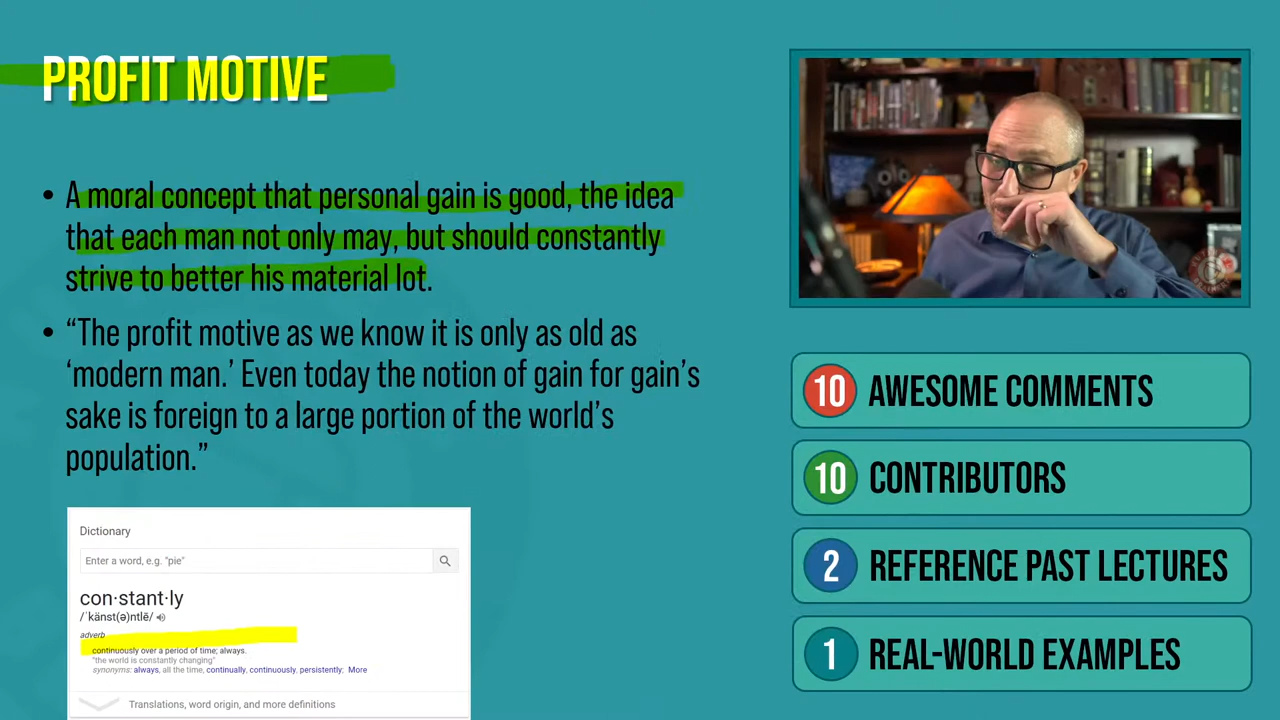 PROFIT MOTIVE
• A moral concept that personal gain is good, the idea
that each man not only may, but should constantly
strive to better his material lot.
• “The profit motive as we know it is only as old as
‘modern man.’ Even today the notion of gain for gain’s
sake is foreign to a large portion of the world’s
population.”
Dictionary
Enter a word, e.g. "pie"
con·stant·ly
/ˈkänst(ə)ntlē/
adverb
continuously over a period of time; always.
"the world is constantly changing"
synonyms: always, all the time, continually, continuously, persistently; More
Translations, word origin, and more definitions
10 AWESOME COMMENTS
10 CONTRIBUTORS
2 REFERENCE PAST LECTURES
1 REAL-WORLD EXAMPLES